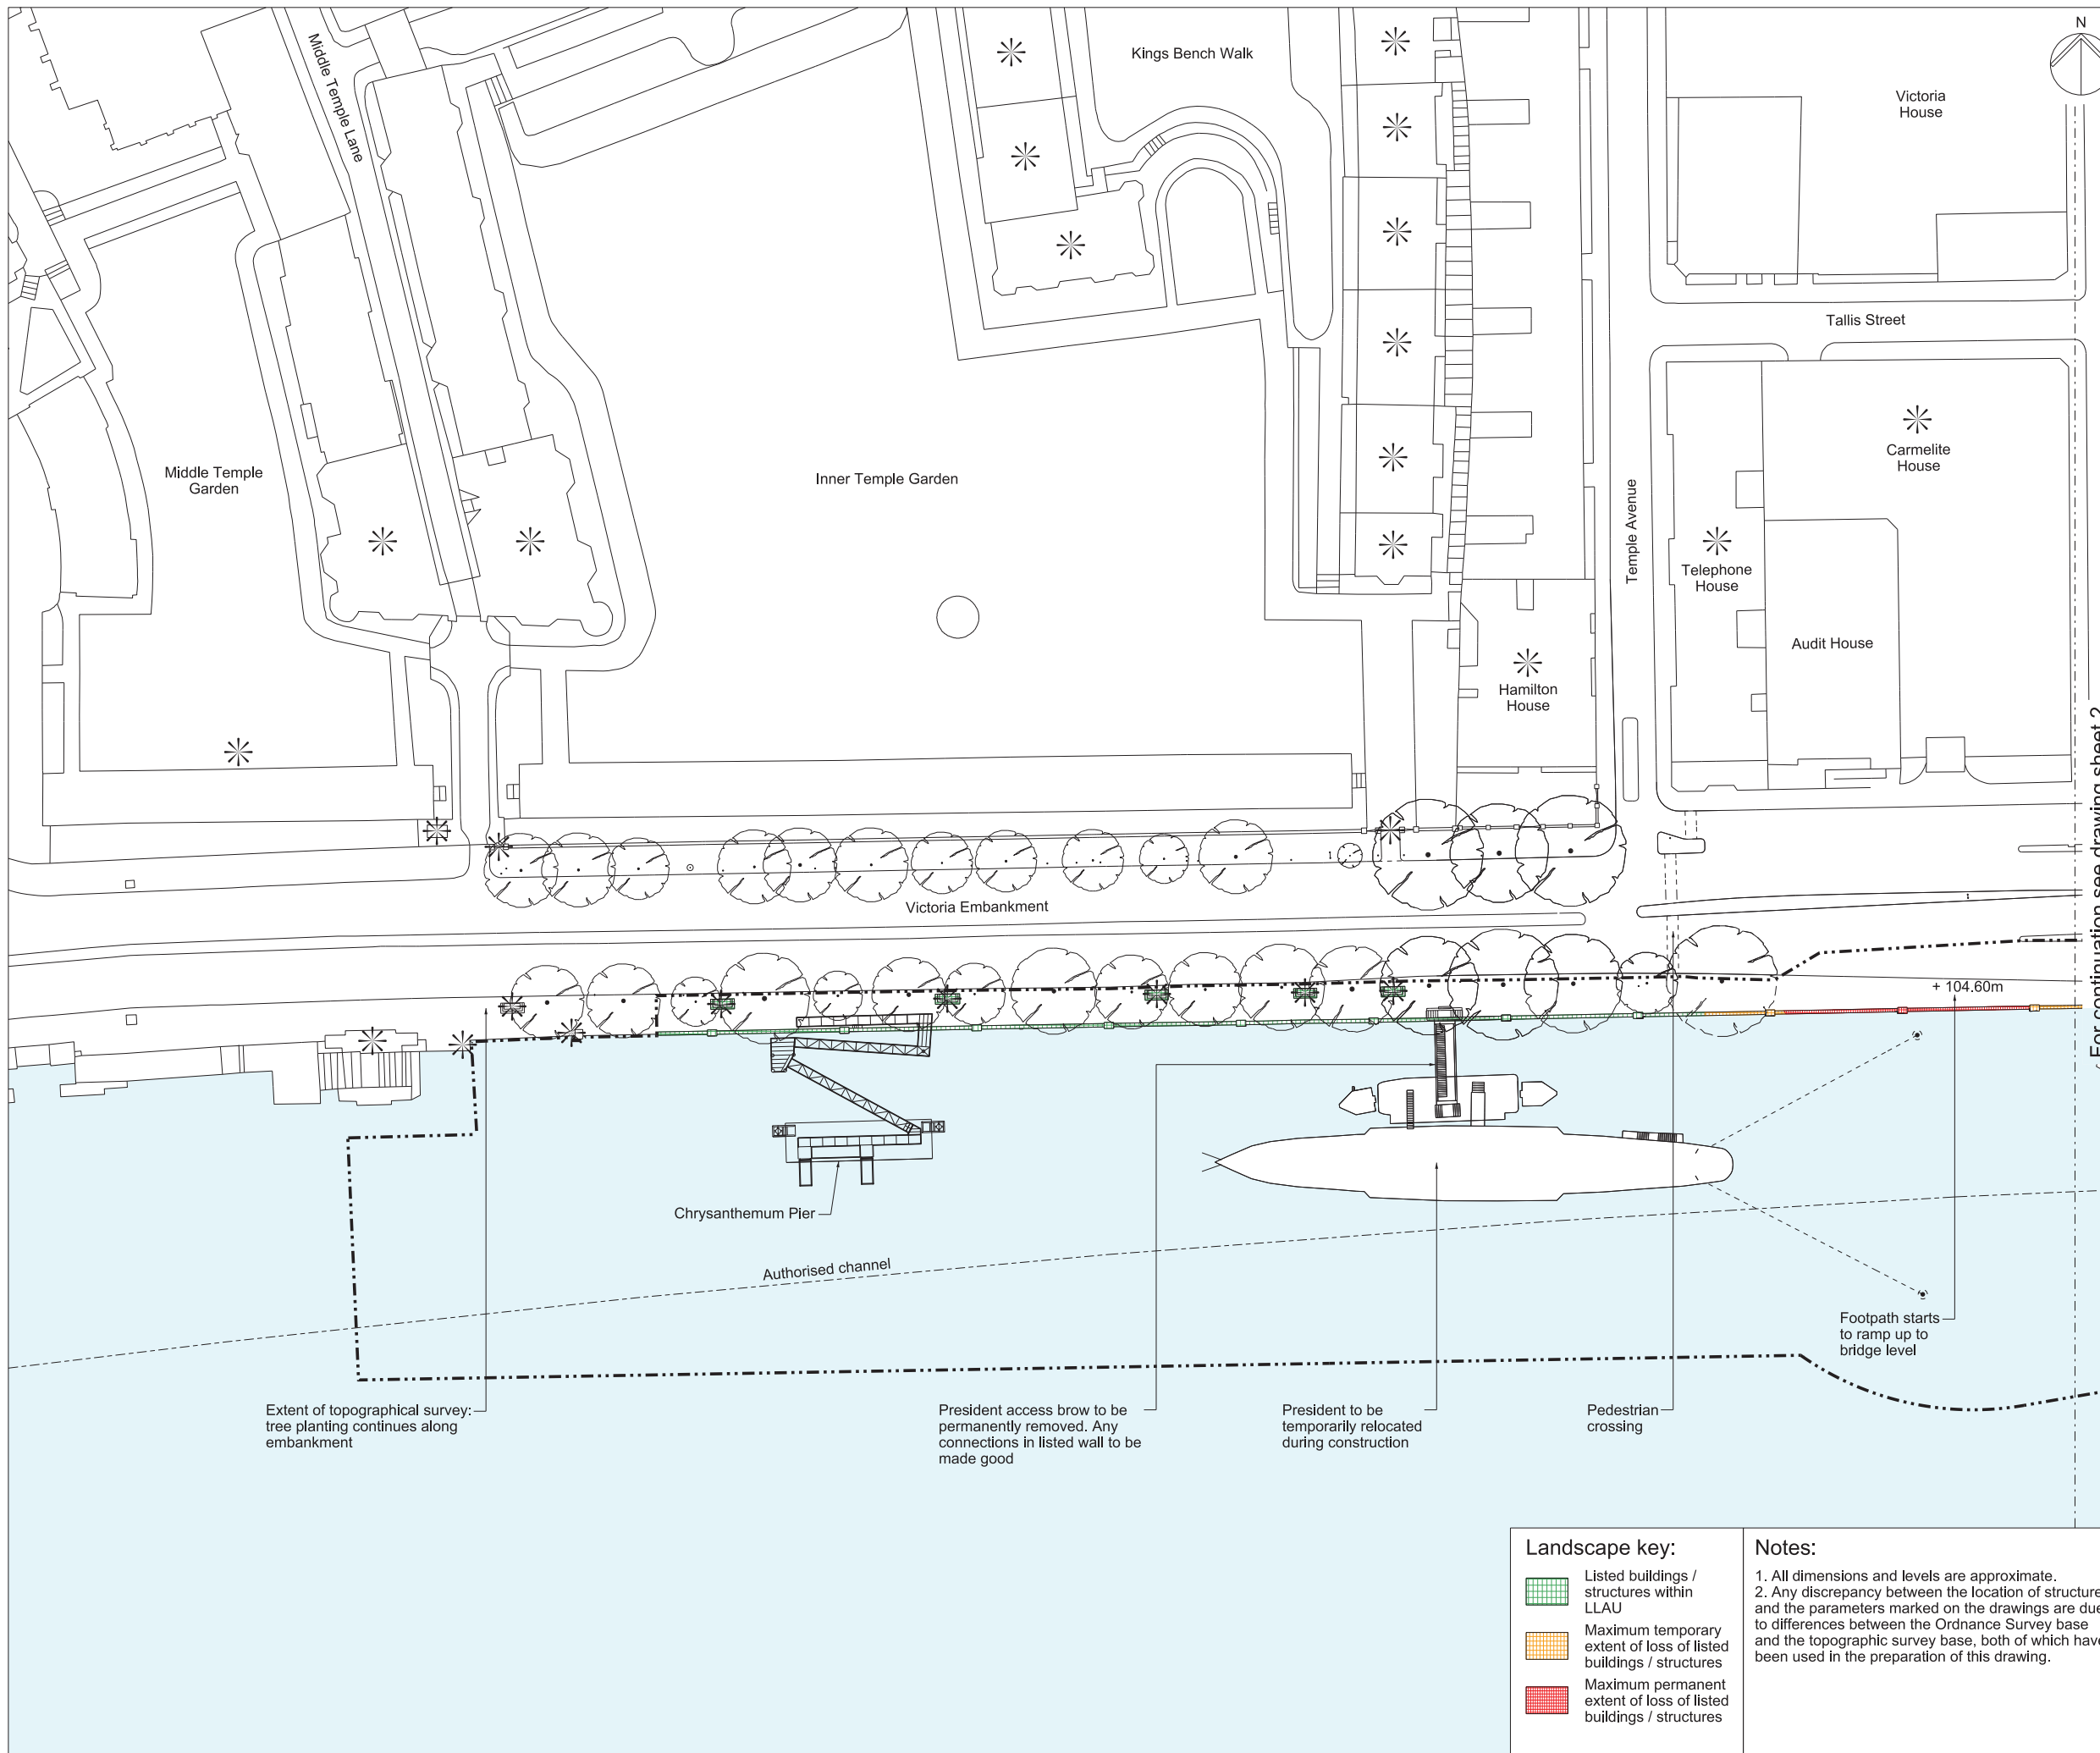 N
Middle Temple Lane
Kings Bench Walk
Victoria
House
Tallis Street
Carmelite
House
Middle Temple
Garden
Inner Temple Garden
Temple Avenue
Telephone
House
Audit House
Hamilton
House
For continuation see drawing sheet 2
Victoria Embankment
+ 104.60m
Chrysanthemum Pier
Authorised channel
Footpath starts
to ramp up to
bridge level
Extent of topographical survey:
tree planting continues along
embankment
President access brow to be
permanently removed. Any
connections in listed wall to be
made good
President to be
temporarily relocated
during construction
Pedestrian
crossing
Landscape key:
Listed buildings /
structures within
LLAU
Maximum temporary
extent of loss of listed
buildings / structures
Maximum permanent
extent of loss of listed
buildings / structures
Notes:
1. All dimensions and levels are approximate.
2. Any discrepancy between the location of structure
and the parameters marked on the drawings are due
to differences between the Ordnance Survey base
and the topographic survey base, both of which have
been used in the preparation of this drawing.